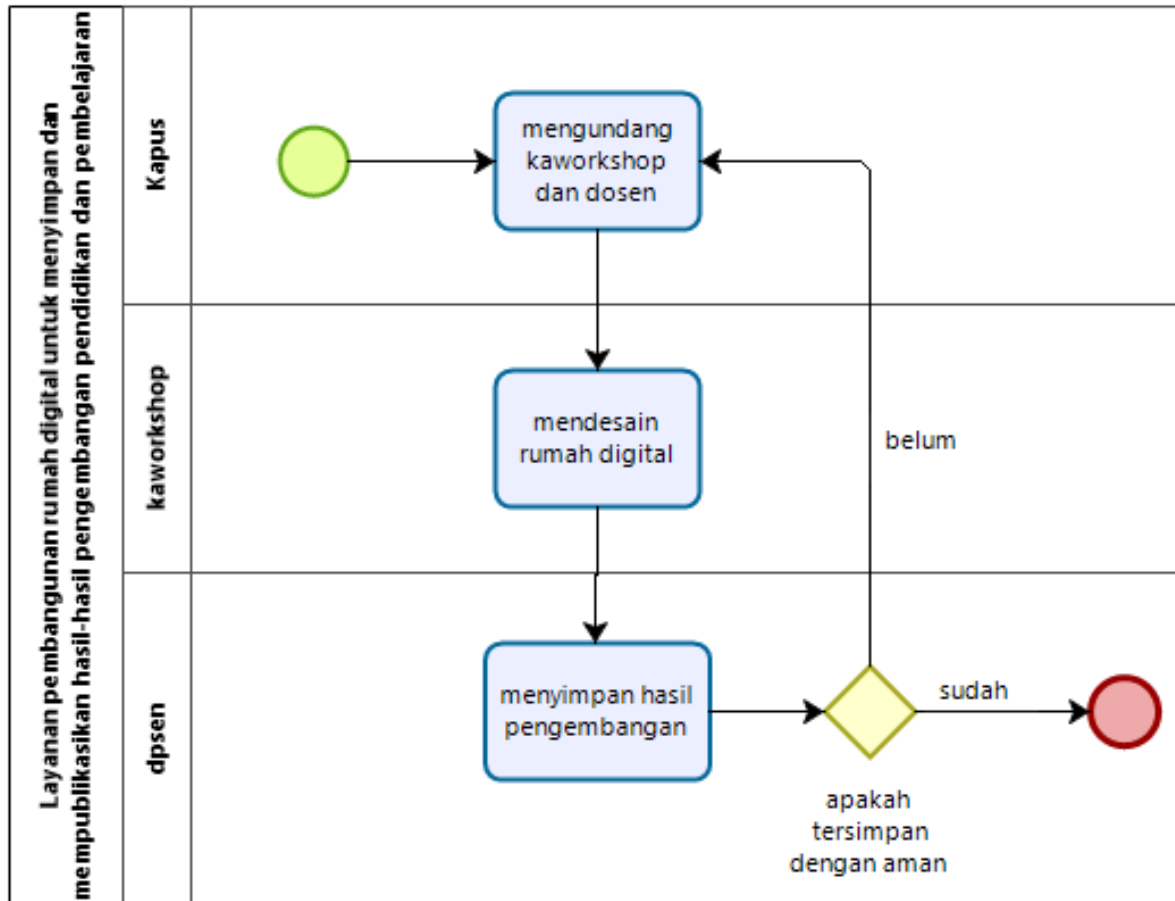 Layanan pembangunan rumah digital untuk menyimpan dan
mempublikasikan hasil-hasil pengembangan pendidikan dan pembelajaran
Kapus
mengundang
kaworkshop
dan dosen
kaworkshop
mendesain
rumah digital
belum
dpsen
menyimpan hasil
pengembangan
sudah
apakah
tersimpan
dengan aman